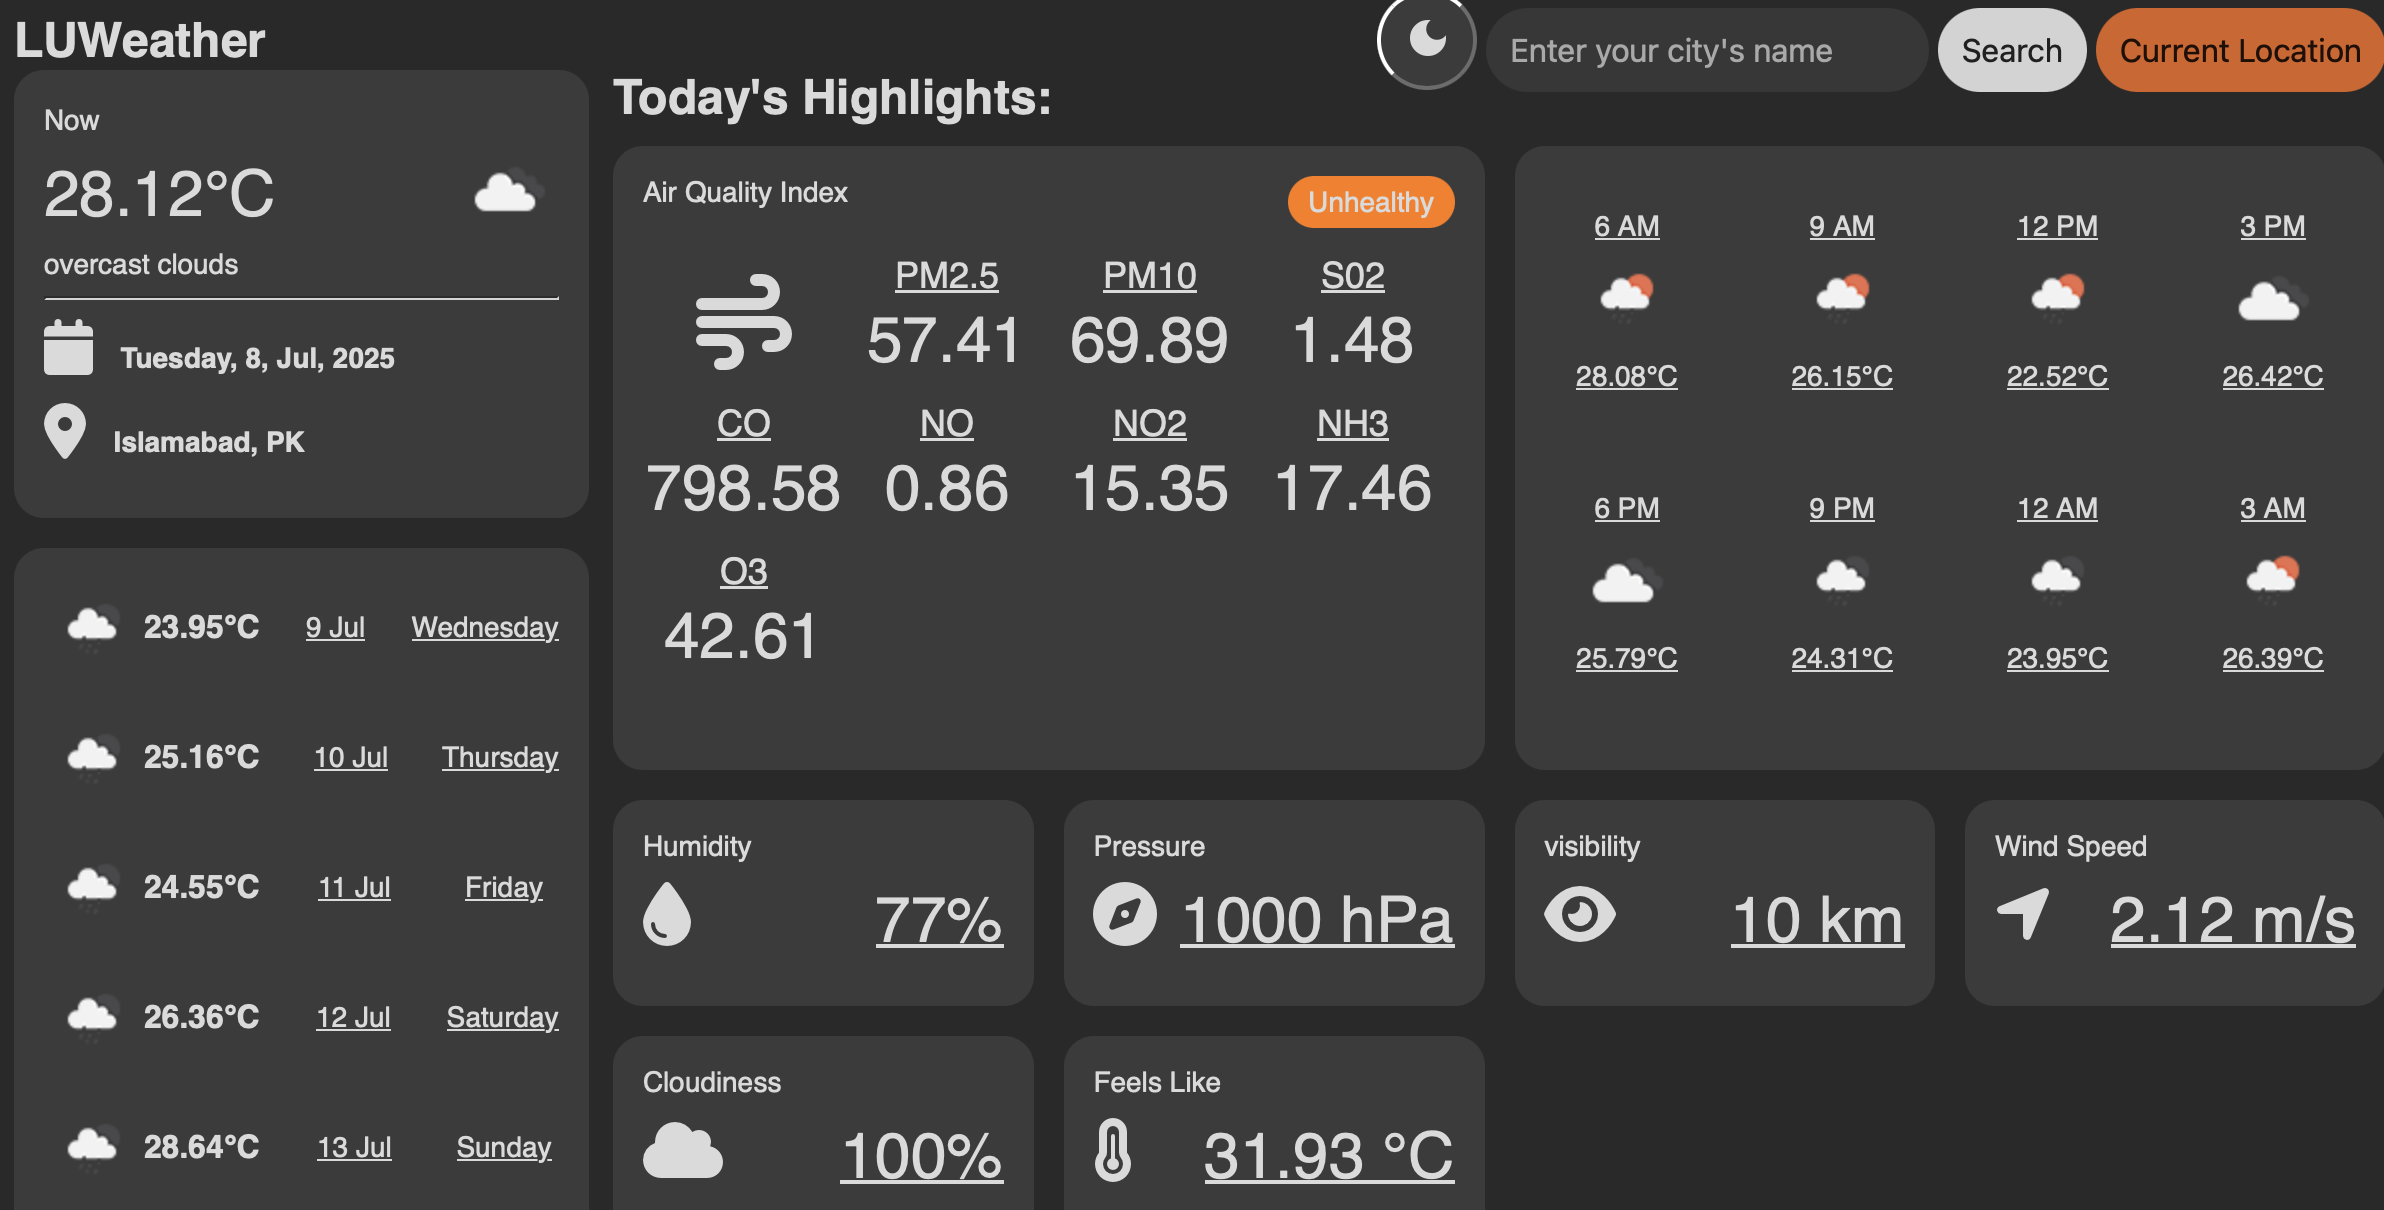 LUWeather
Enter your city's name
Search
Current Location
Now
28.12°C
overcast clouds
Tuesday, 8, Jul, 2025
Islamabad, PK
23.95°C 9 Jul Wednesday
25.16°C 10 Jul Thursday
24.55°C 11 Jul Friday
26.36°C 12 Jul Saturday
28.64°C 13 Jul Sunday
Today's Highlights:
Air Quality Index
Unhealthy
PM2.5 PM10 S02
57.41 69.89 1.48
CO NO NO2 NH3
798.58 0.86 15.35 17.46
O3
42.61
6 AM 9 AM 12 PM 3 PM
28.08°C 26.15°C 22.52°C 26.42°C
6 PM 9 PM 12 AM 3 AM
25.79°C 24.31°C 23.95°C 26.39°C
Humidity
77%
Pressure
1000 hPa
visibility
10 km
Wind Speed
2.12 m/s
Cloudiness
100%
Feels Like
31.93 °C